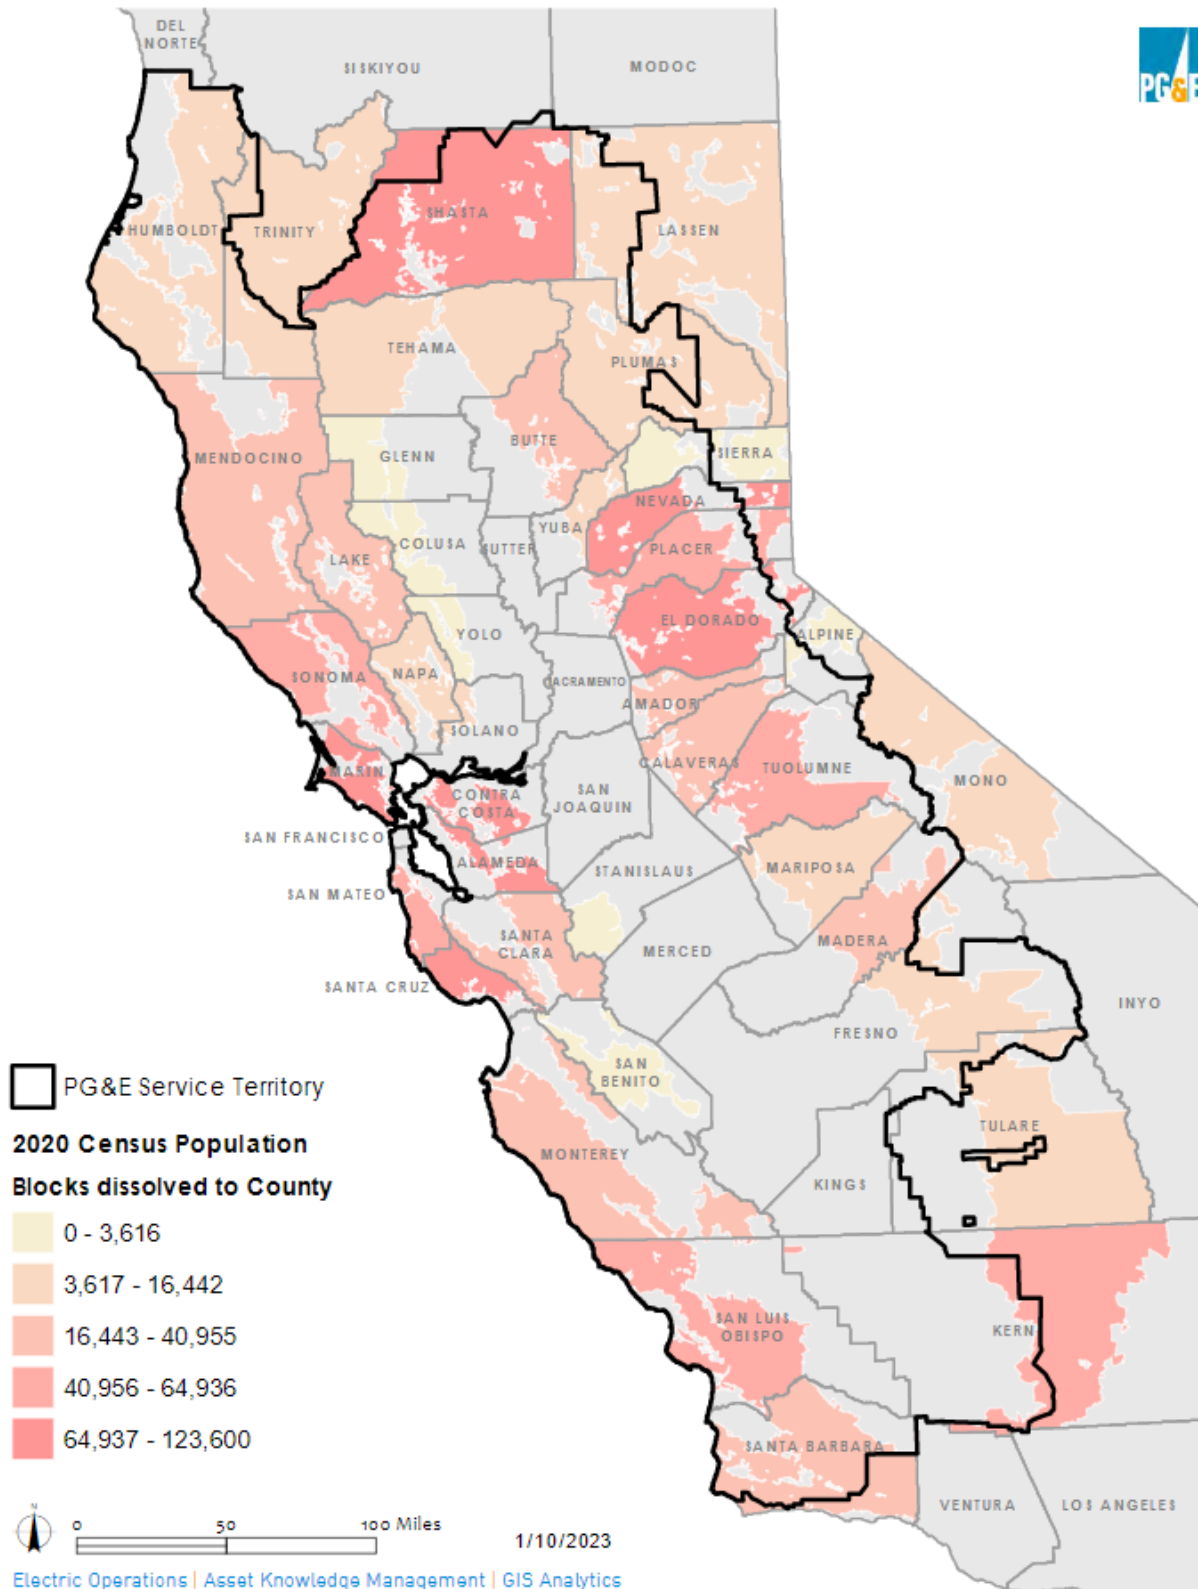 DEL
NORTE
SISKIYOU
MODOC
PG&E
HUMBOLDT
TRINITY
SHASTA
LASSEN
TEHAMA
PLUMAS
MENDOCINO
GLENN
BUTTE
SIERRA
NEVADA
LAKE
COLUSA
SUTTER
YUBA
PLACER
YOLO
EL DORADO
ALPINE
SONOMA
NAPA
SACRAMENTO
AMADOR
SOLANO
MARIN
CALAVERAS
TUOLUMNE
MONO
CONTRA
COSTA
SAN
JOAQUIN
SAN FRANCISCO
ALAMEDA
STANISLAUS
MARIPOSA
SAN MATEO
SANTA
CLARA
MERCED
MADERA
SANTA CRUZ
FRESNO
INYO
SAN
BENITO
TULARE
MONTEREY
KINGS
SAN LUIS
OBISPO
KERN
SANTA BARBARA
VENTURA
LOS ANGELES
PG&E Service Territory
2020 Census Population
Blocks dissolved to County
0 - 3,616
3,617 - 16,442
16,443 - 40,955
40,956 - 64,936
64,937 - 123,600
N
0 50 100 Miles
1/10/2023
Electric Operations | Asset Knowledge Management | GIS Analytics